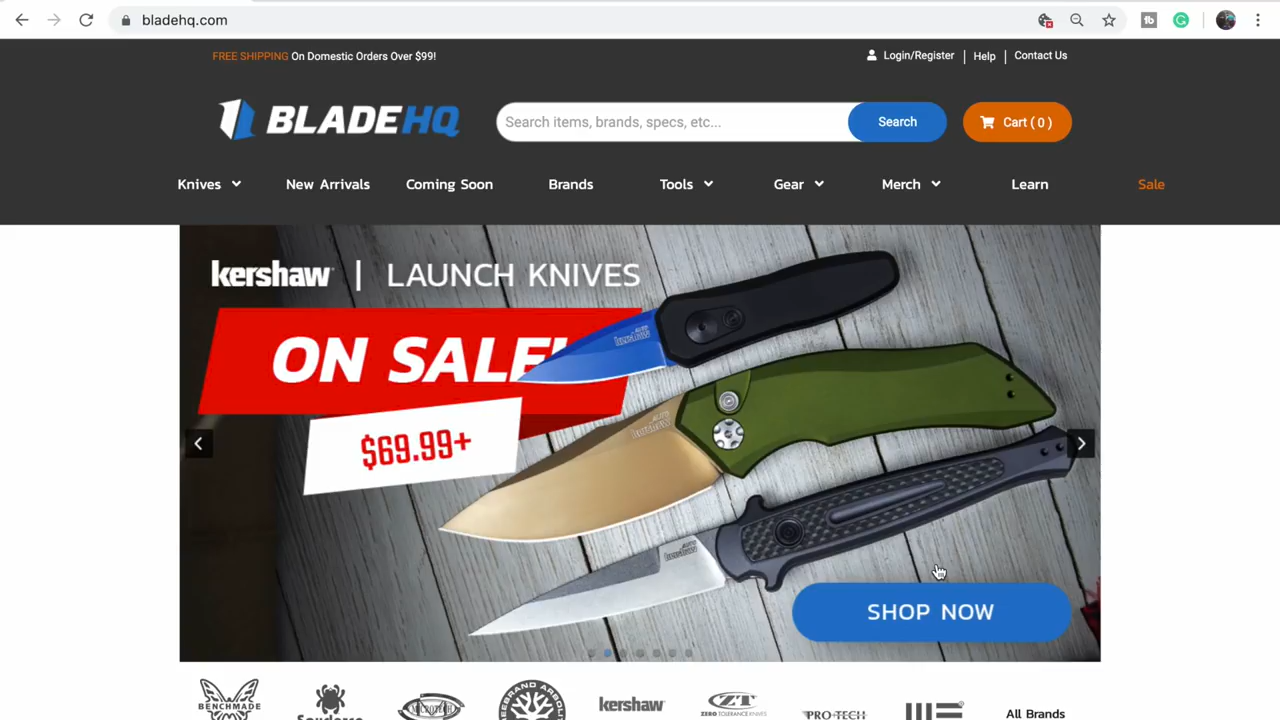 bladehq.com
FREE SHIPPING On Domestic Orders Over $99!
Login/Register | Help | Contact Us
BLADEHQ
Search items, brands, specs, etc...
Search
Cart ( 0 )
Knives
New Arrivals
Coming Soon
Brands
Tools
Gear
Merch
Learn
Sale
kershaw | LAUNCH KNIVES
ON SALE!
$69.99+
SHOP NOW
BENCHMADE
kershaw
ZT
ZERO TOLERANCE KNIVES
PRO-TECH
All Brands